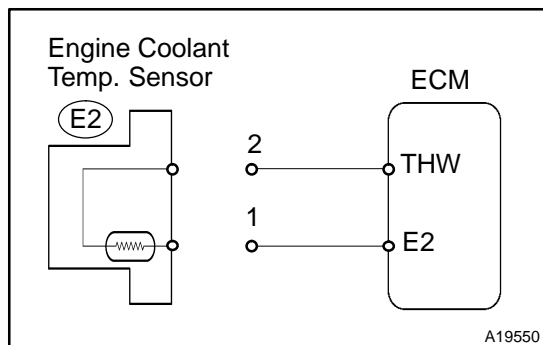 Engine Coolant
Temp. Sensor
ECM
E2
2
THW
1
E2
A19550